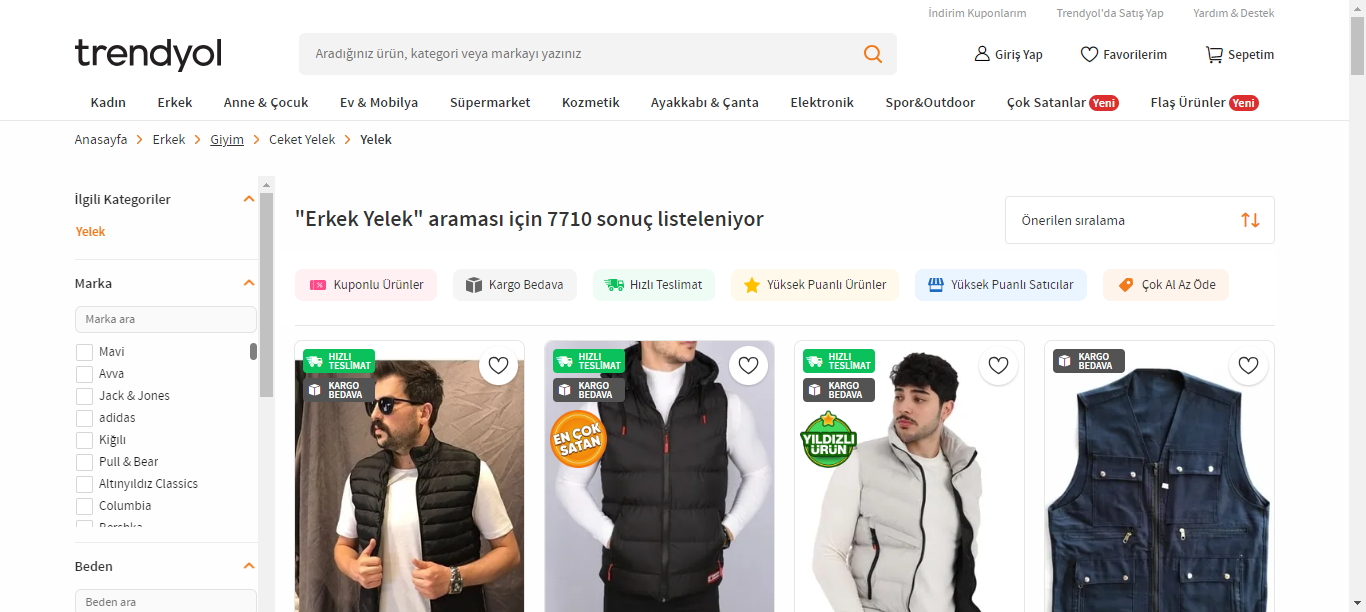 İndirim Kuponlarım Trendyol'da Satış Yap Yardım & Destek
trendyol
Aradığınız ürün, kategori veya markayı yazınız
Giriş Yap Favorilerim Sepetim
Kadın Erkek Anne & Çocuk Ev & Mobilya Süpermarket Kozmetik Ayakkabı & Çanta Elektronik Spor&Outdoor Çok Satanlar Yeni Flaş Ürünler Yeni
Anasayfa Erkek Giyim Ceket Yelek Yelek
İlgili Kategoriler
Yelek
Marka
Marka ara
Mavi
Avva
Jack & Jones
adidas
Kiğılı
Pull & Bear
Altınyıldız Classics
Columbia
Bershka
Beden
Beden ara
"Erkek Yelek" araması için 7710 sonuç listeleniyor
Önerilen sıralama
Kuponlu Ürünler Kargo Bedava Hızlı Teslimat Yüksek Puanlı Ürünler Yüksek Puanlı Satıcılar Çok Al Az Öde
HIZLI
TESLİMAT
KARGO
BEDAVA
HIZLI
TESLİMAT
KARGO
BEDAVA
EN ÇOK
SATAN
HIZLI
TESLİMAT
KARGO
BEDAVA
YILDIZLI
ÜRÜN
KARGO
BEDAVA